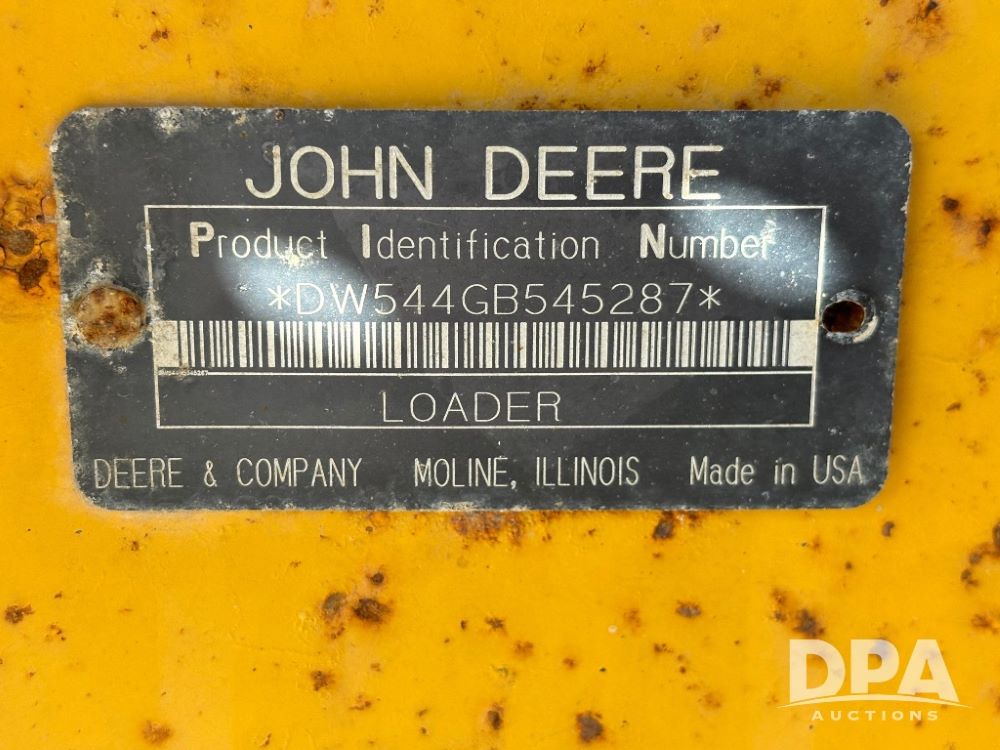 JOHN DEERE
Product Identification Number
*DW544GB545287*
LOADER
DEERE & COMPANY MOLINE, ILLINOIS Made in USA
DPA
AUCTIONS